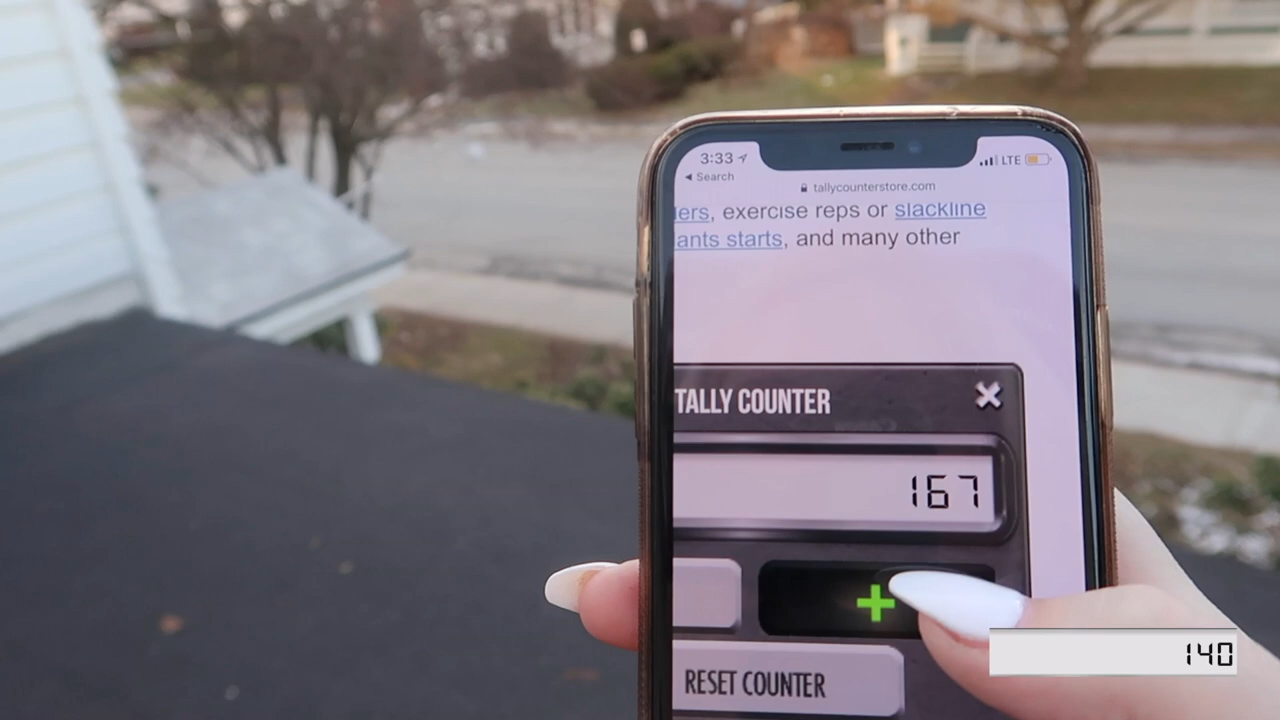 3:33
LTE
◀ Search
tallycounterstore.com
lers, exercise reps or slackline
ants starts, and many other
TALLY COUNTER
167
+
RESET COUNTER
140